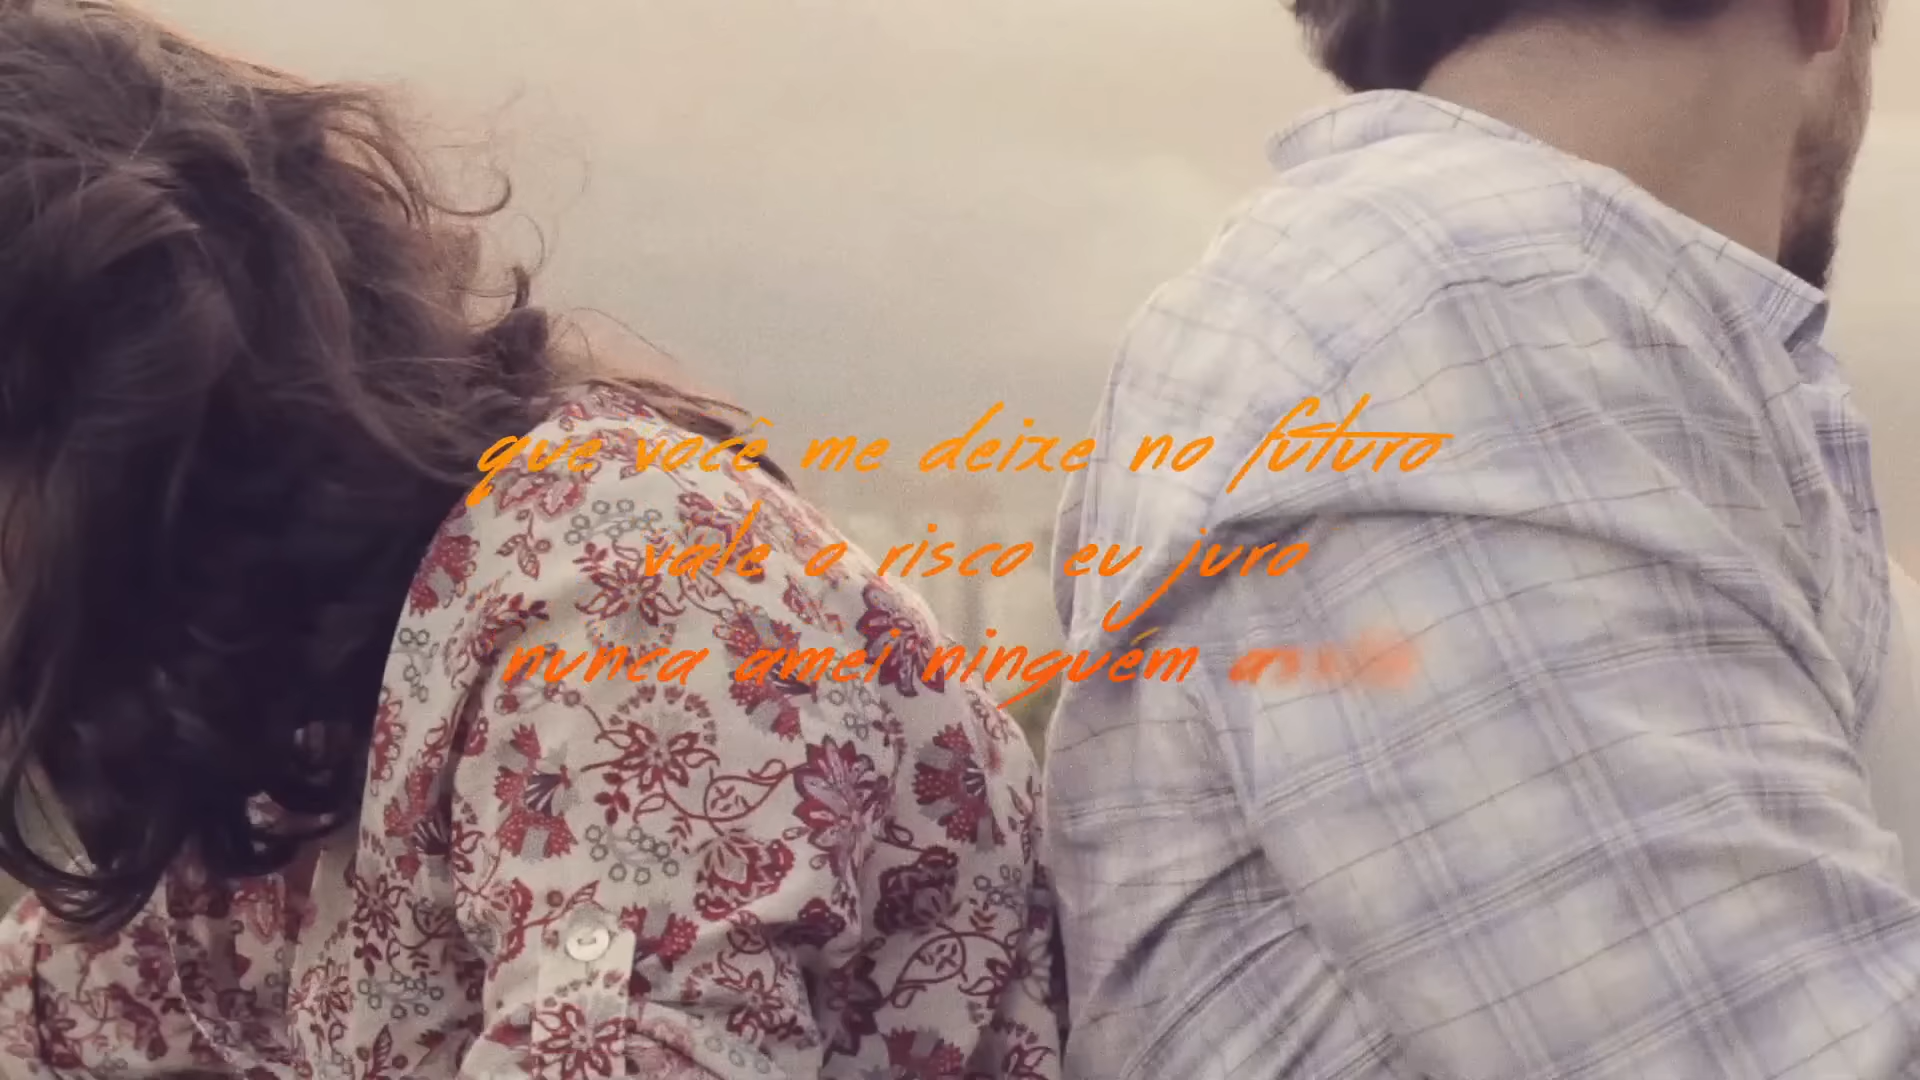 que você me deixe no futuro
vale o risco eu juro
nunca amei ninguém